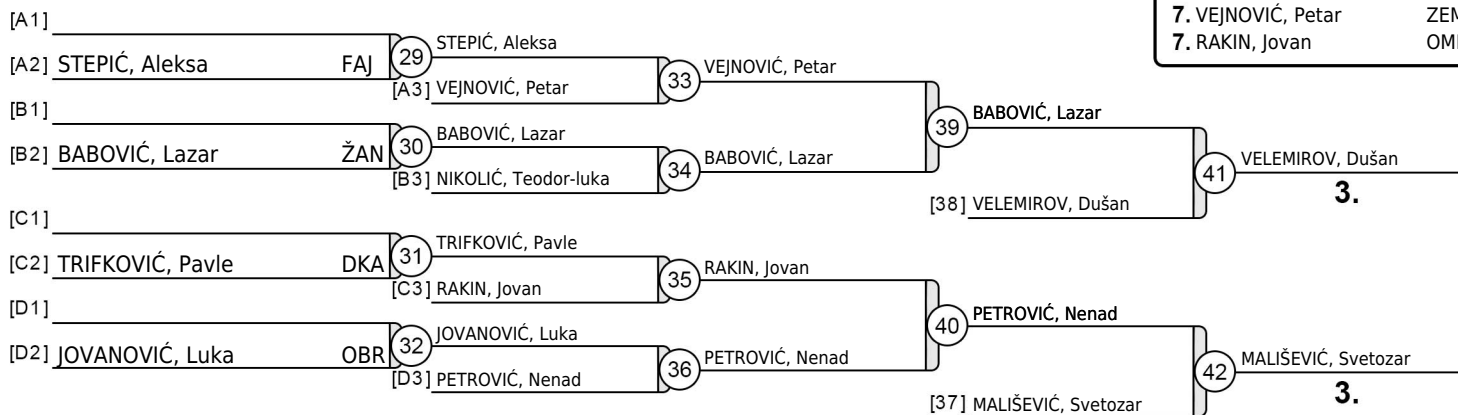 7. VEJNOVIĆ, Petar
7. RAKIN, Jovan
[A1]
[A2] STEPIĆ, Aleksa FAJ
29
STEPIĆ, Aleksa
[A3] VEJNOVIĆ, Petar
33
VEJNOVIĆ, Petar
[B1]
[B2] BABOVIĆ, Lazar ŽAN
30
BABOVIĆ, Lazar
[B3] NIKOLIĆ, Teodor-luka
34
BABOVIĆ, Lazar
39
BABOVIĆ, Lazar
[38] VELEMIROV, Dušan
41
VELEMIROV, Dušan
3.
[C1]
[C2] TRIFKOVIĆ, Pavle DKA
31
TRIFKOVIĆ, Pavle
[C3] RAKIN, Jovan
35
RAKIN, Jovan
[D1]
[D2] JOVANOVIĆ, Luka OBR
32
JOVANOVIĆ, Luka
[D3] PETROVIĆ, Nenad
36
PETROVIĆ, Nenad
40
PETROVIĆ, Nenad
[37] MALIŠEVIĆ, Svetozar
42
MALIŠEVIĆ, Svetozar
3.